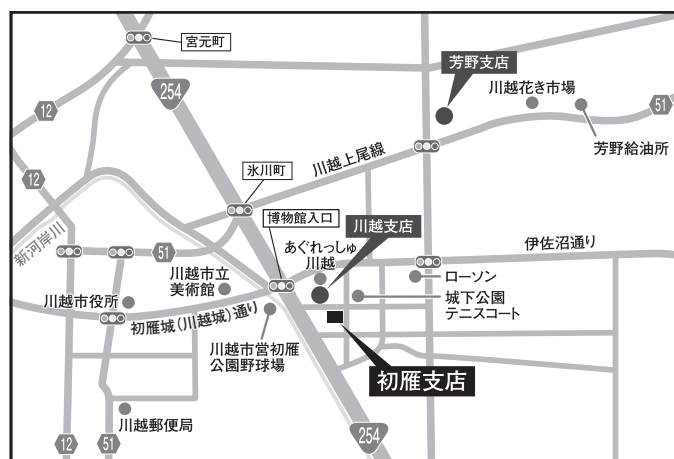 宮元町
芳野支店
254
川越花き市場
51
12
芳野給油所
川越上尾線
氷川町
12
博物館入口
川越支店
新河岸川
51
あぐれっしゅ
川越
伊佐沼通り
川越市立
美術館
ローソン
川越市役所
城下公園
テニスコート
初雁城(川越城)通り
川越市営初雁
公園野球場
初雁支店
川越郵便局
12
51
254